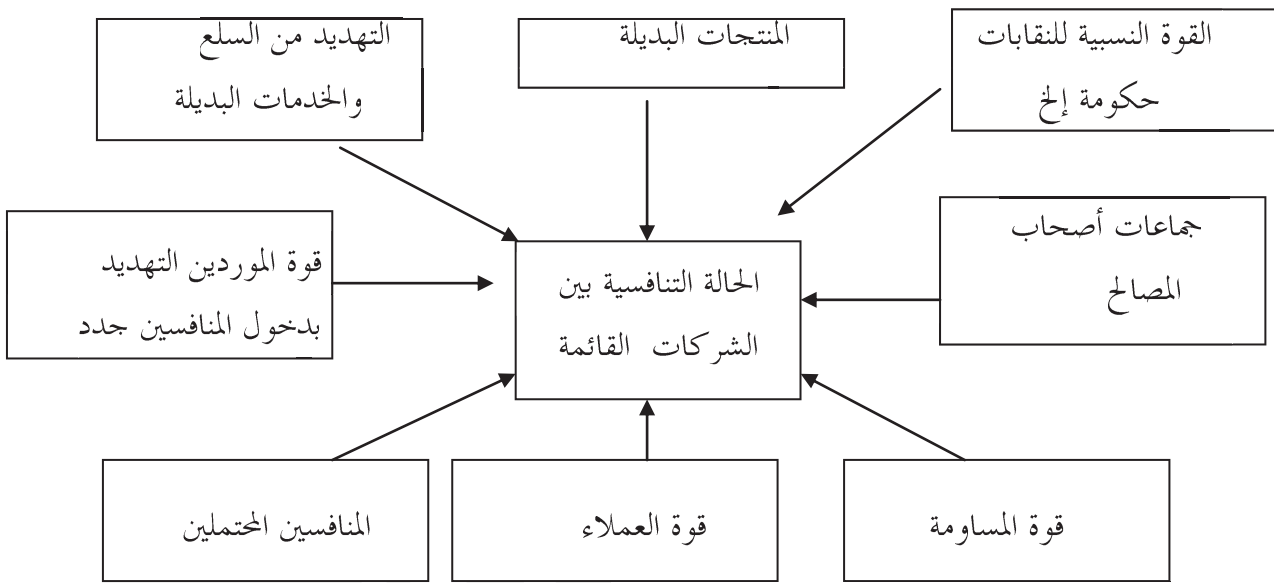 القوة النسبية للنقابات
حكومة إلخ
المنتجات البديلة
التهديد من السلع
والخدمات البديلة
جماعات أصحاب
المصالح
الحالة التنافسية بين
الشركات القائمة
قوة الموردين التهديد
بدخول المنافسين جدد
قوة المساومة
قوة العملاء
المنافسين المحتملين